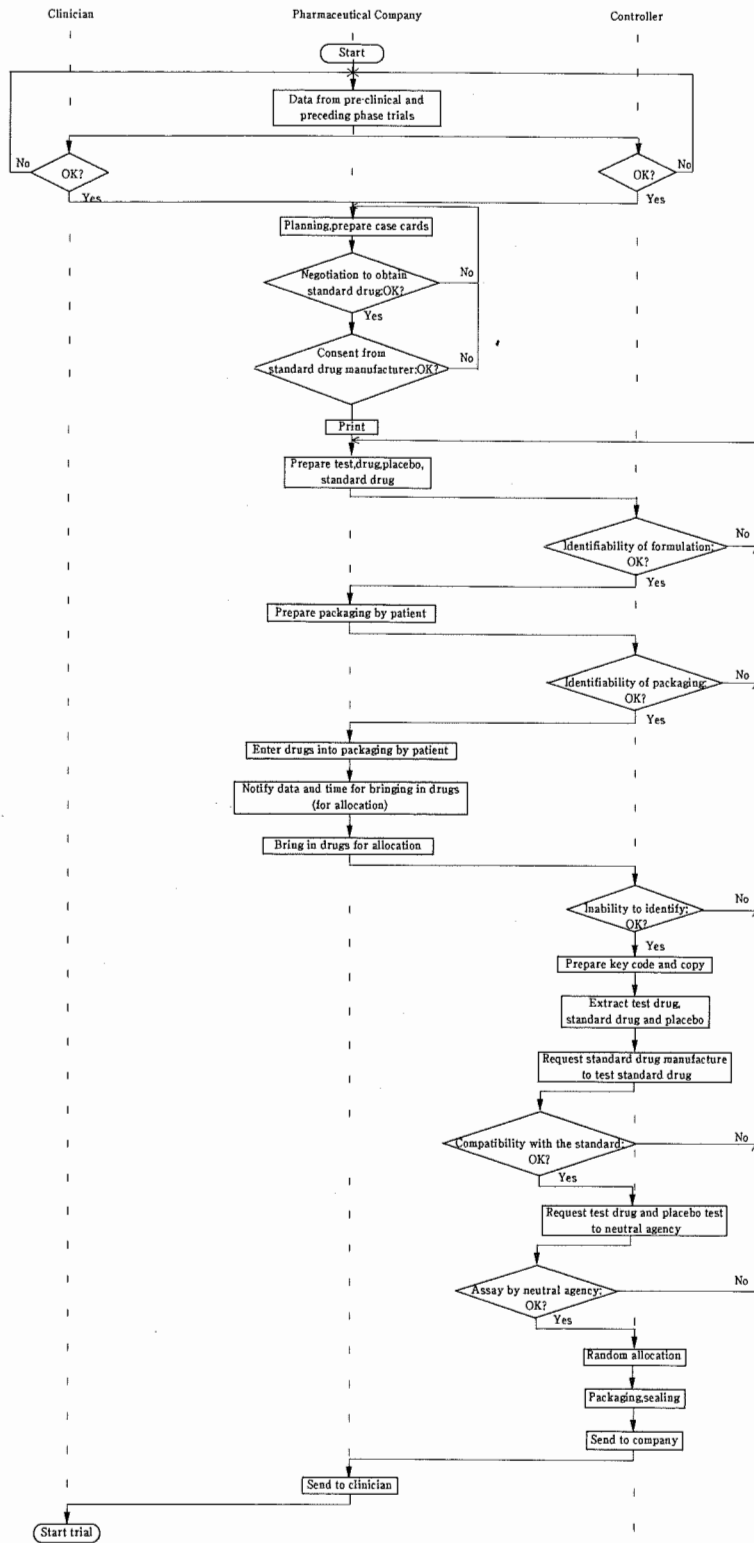 Clinician
Pharmaceutical Company
Controller
Start
Data from pre-clinical and
preceding phase trials
No
OK?
Yes
No
OK?
Yes
Planning,prepare case cards
Negotiation to obtain
standard drug:OK?
No
Yes
Consent from
standard drug manufacturer:OK?
No
Print
Prepare test,drug,placebo,
standard drug
Identifiability of formulation:
OK?
No
Yes
Prepare packaging by patient
Identifiability of packaging:
OK?
No
Yes
Enter drugs into packaging by patient
Notify data and time for bringing in drugs
(for allocation)
Bring in drugs for allocation
Inability to identify:
OK?
No
Yes
Prepare key code and copy
Extract test drug,
standard drug and placebo
Request standard drug manufacture
to test standard drug
Compatibility with the standard:
OK?
No
Yes
Request test drug and placebo test
to neutral agency
Assay by neutral agency:
OK?
No
Yes
Random allocation
Packaging,sealing
Send to company
Send to clinician
Start trial